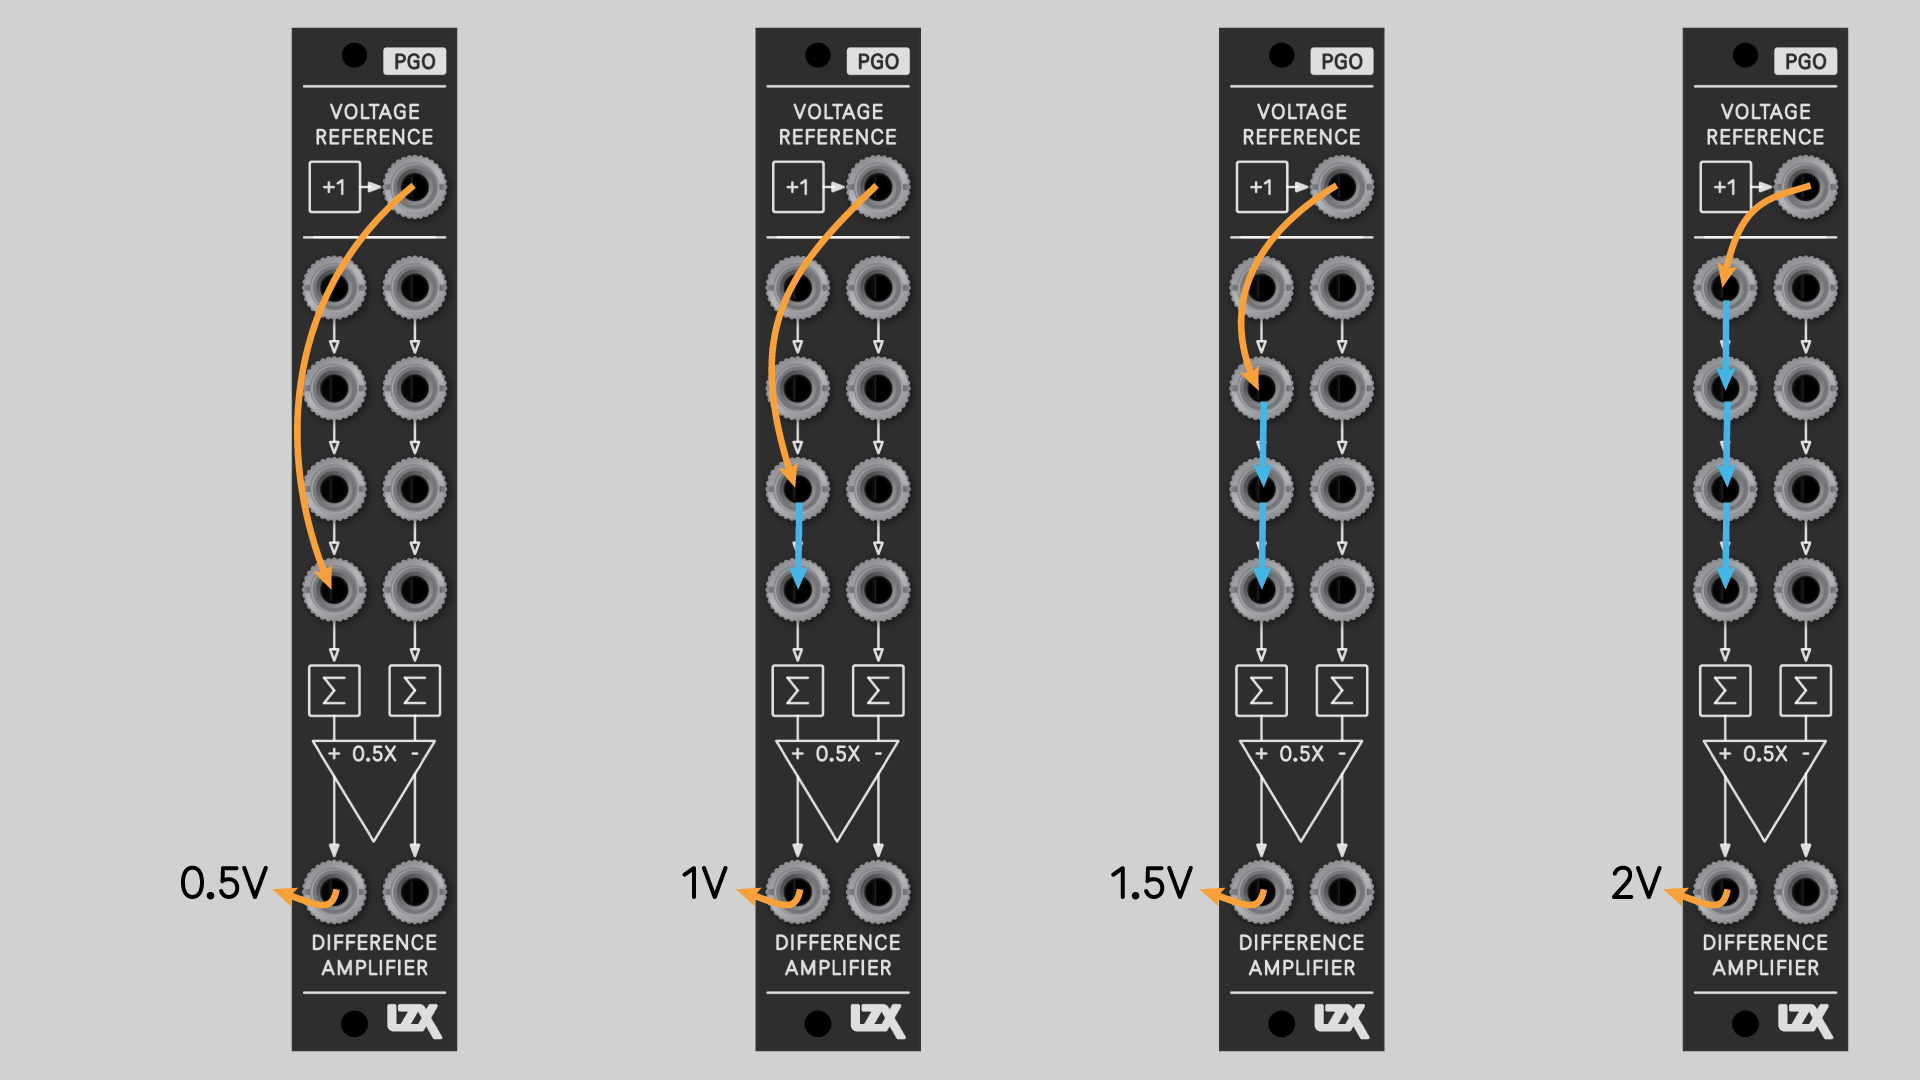 PGO
VOLTAGE
REFERENCE
+1
Σ Σ
+ 0.5X -
0.5V
DIFFERENCE
AMPLIFIER
LZX
PGO
VOLTAGE
REFERENCE
+1
Σ Σ
+ 0.5X -
1V
DIFFERENCE
AMPLIFIER
LZX
PGO
VOLTAGE
REFERENCE
+1
Σ Σ
+ 0.5X -
1.5V
DIFFERENCE
AMPLIFIER
LZX
PGO
VOLTAGE
REFERENCE
+1
Σ Σ
+ 0.5X -
2V
DIFFERENCE
AMPLIFIER
LZX